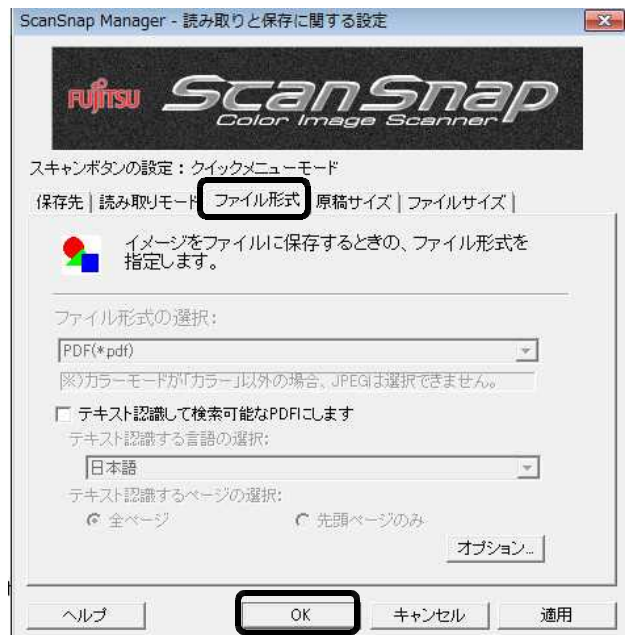 ScanSnap Manager - 読み取りと保存に関する設定
FUJITSU ScanSnap
Color Image Scanner
スキャンボタンの設定：クイックメニューモード
保存先 | 読み取りモード ファイル形式 原稿サイズ | ファイルサイズ |
イメージをファイルに保存するときの、ファイル形式を
指定します。
ファイル形式の選択:
PDF(*pdf)
※)カラーモードが「カラー」以外の場合、JPEGは選択できません。
テキスト認識して検索可能なPDFにします
テキスト認識する言語の選択:
日本語
テキスト認識するページの選択:
全ページ 先頭ページのみ
オプション...
ヘルプ OK キャンセル 適用